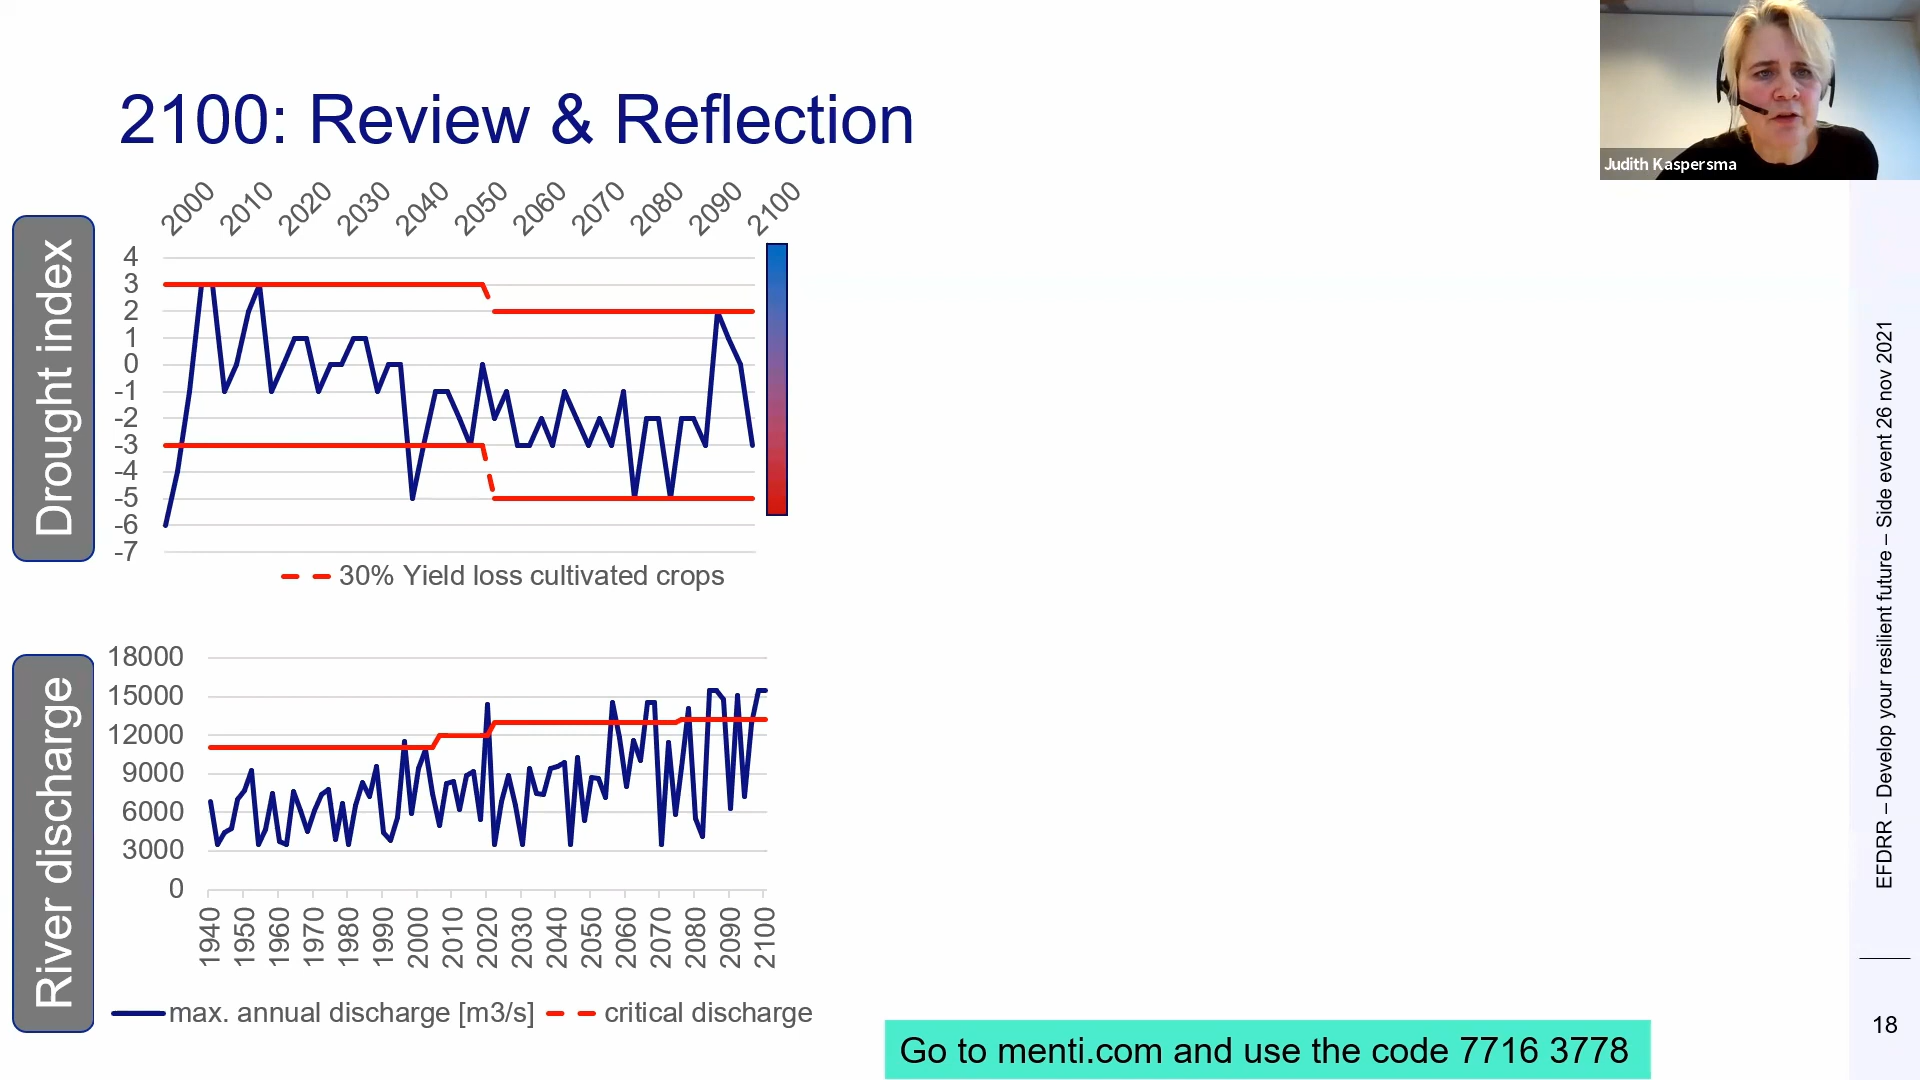 2100: Review & Reflection
Judith Kaspersma
Drought index
2000 2010 2020 2030 2040 2050 2060 2070 2080 2090 2100
4
3
2
1
0
-1
-2
-3
-4
-5
-6
-7
30% Yield loss cultivated crops
River discharge
18000
15000
12000
9000
6000
3000
0
1940 1950 1960 1970 1980 1990 2000 2010 2020 2030 2040 2050 2060 2070 2080 2090 2100
max. annual discharge [m3/s] critical discharge
Go to menti.com and use the code 7716 3778
EFDRR – Develop your resilient future – Side event 26 nov 2021
18